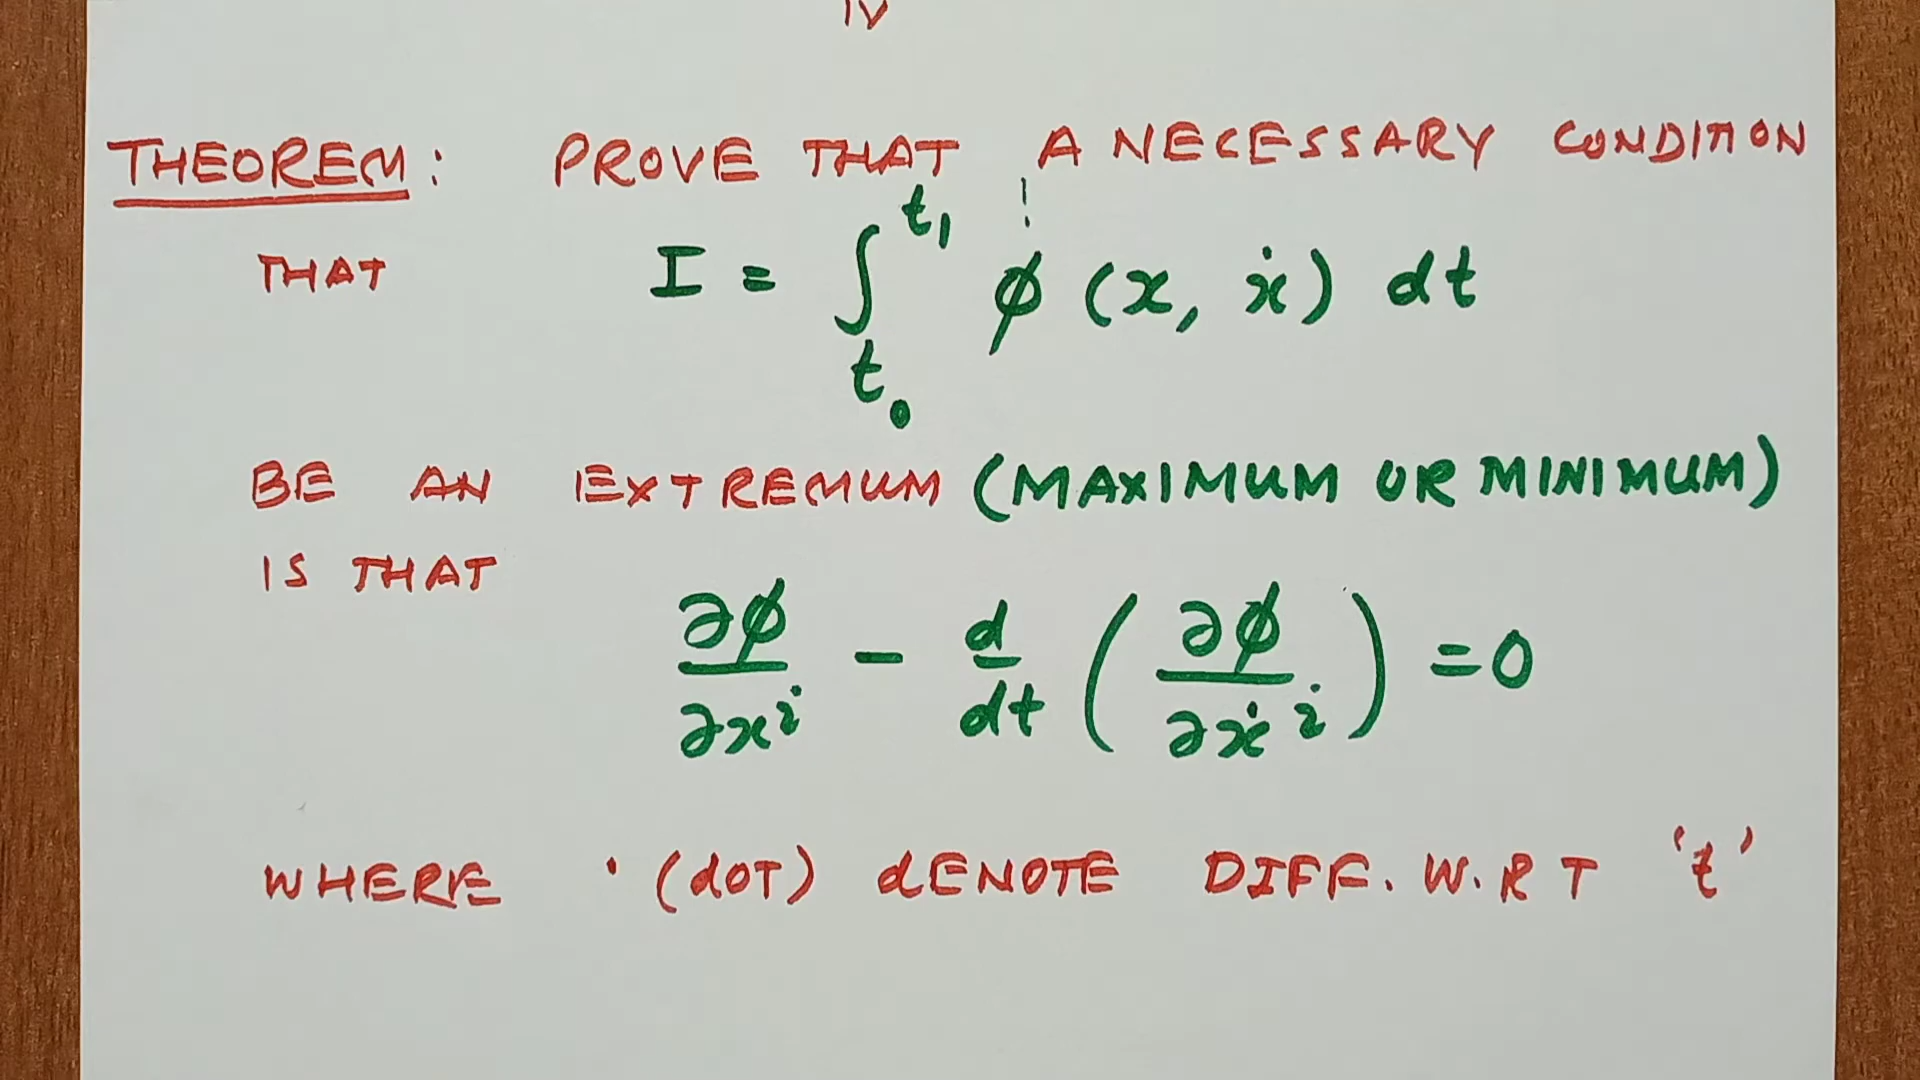 THEOREM: PROVE THAT A NECESSARY CONDITION
THAT I = ∫_{t₀}^{t₁} ϕ (x, ẋ) dt
BE AN EXTREMUM (MAXIMUM OR MINIMUM)
IS THAT
∂ϕ/∂xⁱ - d/dt (∂ϕ/∂ẋⁱ) = 0
WHERE · (dOT) dENOTE DIFF. W.R T 't'